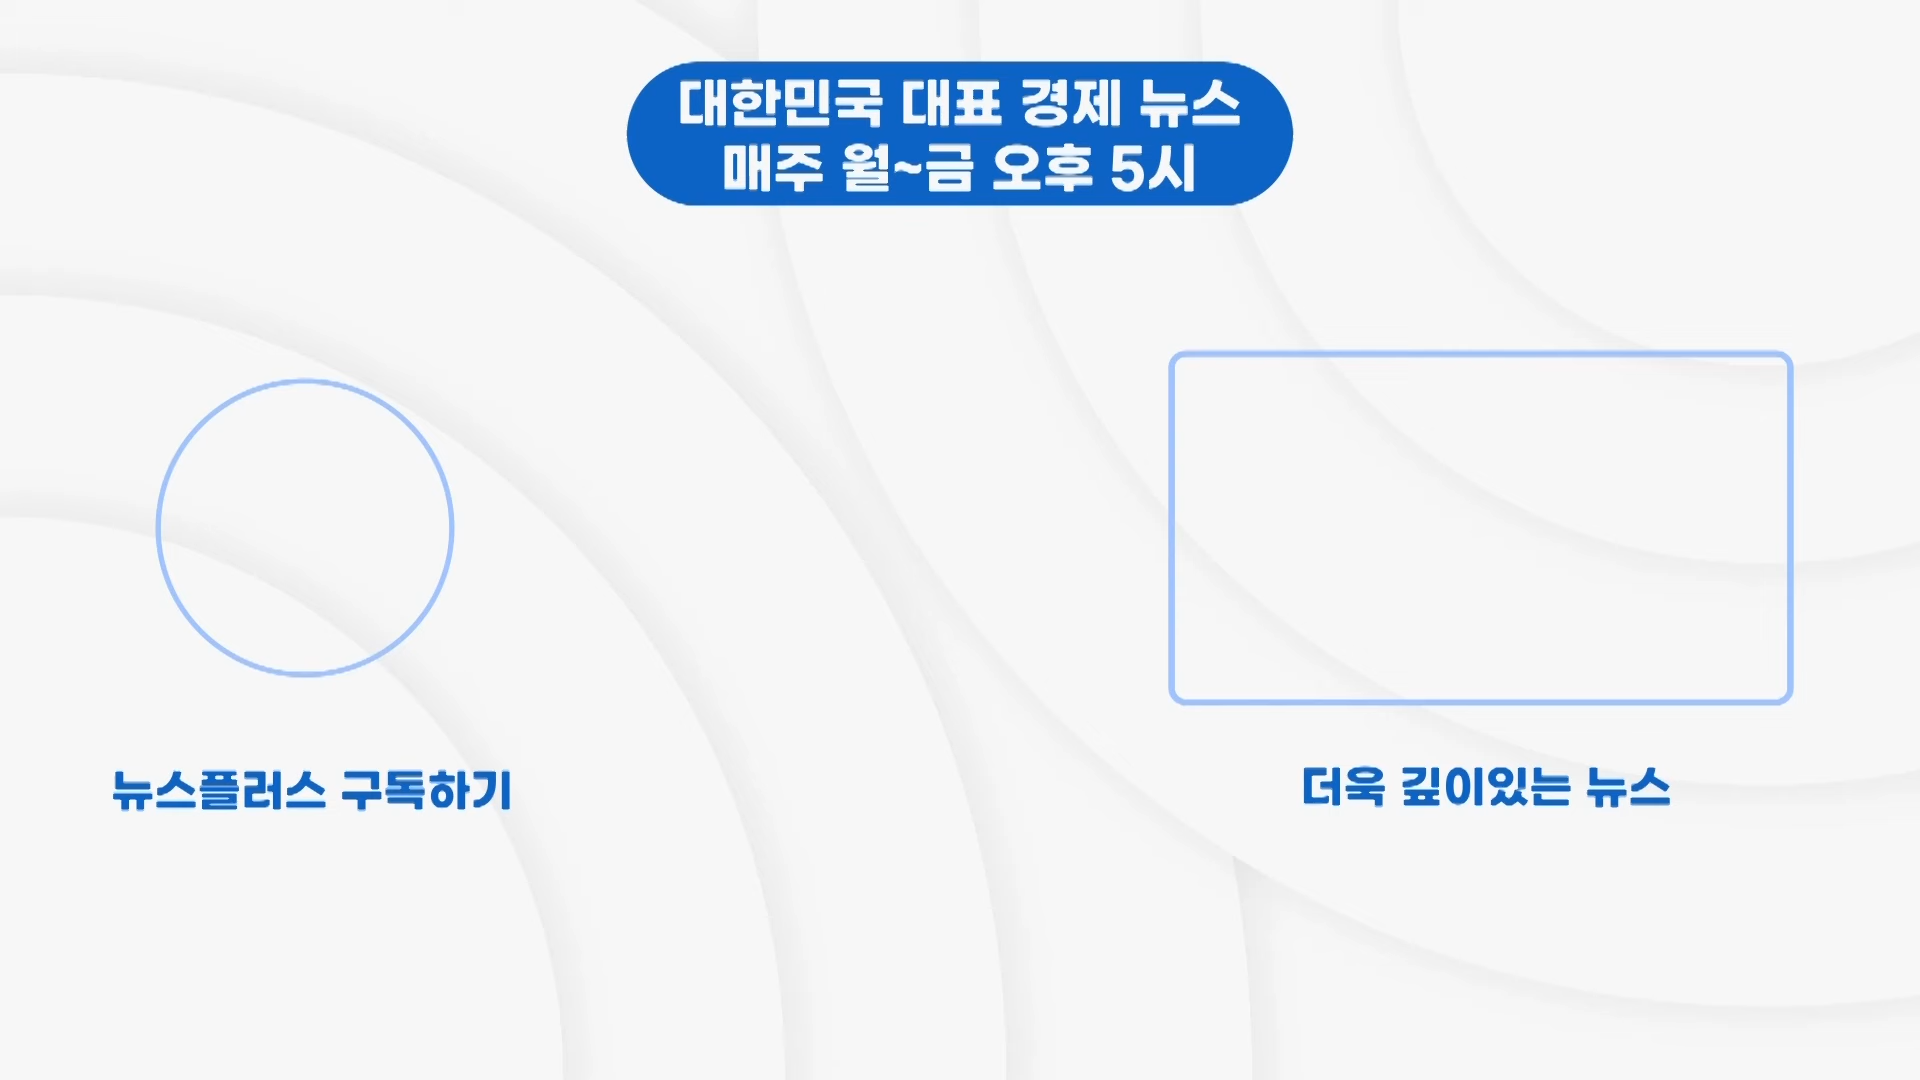 대한민국 대표 경제 뉴스
매주 월~금 오후 5시
뉴스플러스 구독하기
더욱 깊이있는 뉴스